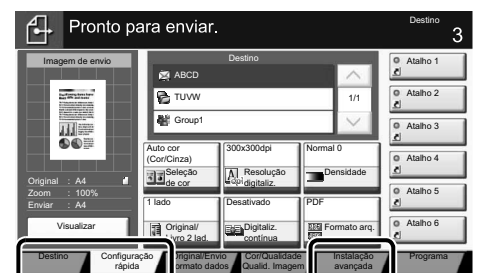 Pronto para enviar.
Destino
3
Imagem de envio
Original : A4
Zoom : 100%
Enviar : A4
Visualizar
Destino
ABCD
TUVW
Group1
1/1
Auto cor
(Cor/Cinza)
Seleção
de cor
300x300dpi
Resolução
digitaliz.
Normal 0
Densidade
1 lado
Original/
Livro 2 lad.
Desativado
Digitaliz.
contínua
PDF
Formato arq.
Atalho 1
Atalho 2
Atalho 3
Atalho 4
Atalho 5
Atalho 6
Destino
Configuração
rápida
Original/Envio
Formato dados
Cor/Qualidade
Qualid. Imagem
Instalação
avançada
Programa